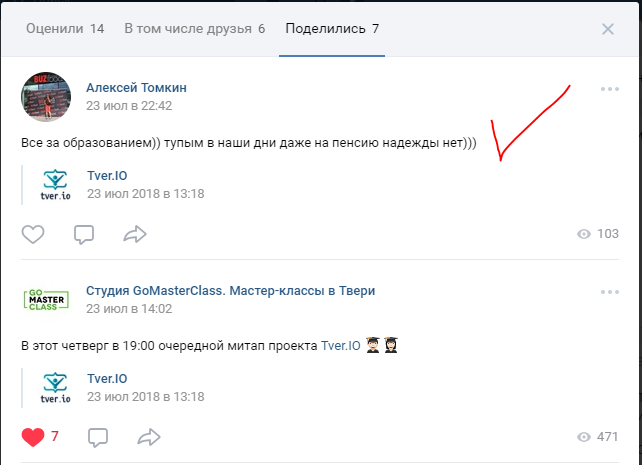 Оценили 14 В том числе друзья 6 Поделились 7
BUZ
Алексей Томкин
23 июл в 22:42
Все за образованием)) тупым в наши дни даже на пенсию надежды нет)))
tver.io
Tver.IO
23 июл 2018 в 13:18
103
GO
MASTER
CLASS
Студия GoMasterClass. Мастер-классы в Твери
23 июл в 14:02
В этот четверг в 19:00 очередной митап проекта Tver.IO 👨🏻‍🎓👩🏻‍🎓
tver.io
Tver.IO
23 июл 2018 в 13:18
7 471